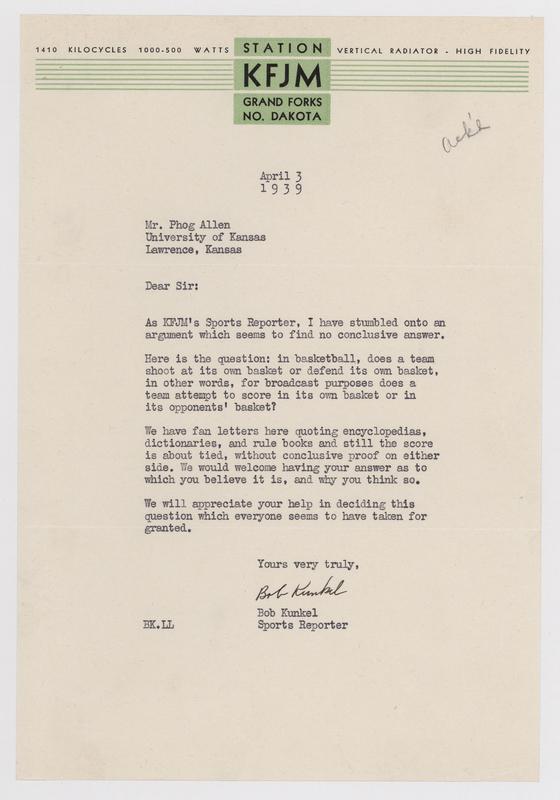 1410 KILOCYCLES 1000-500 WATTS
STATION
KFJM
GRAND FORKS
NO. DAKOTA
VERTICAL RADIATOR - HIGH FIDELITY
ack'd
April 3
1939
Mr. Phog Allen
University of Kansas
Lawrence, Kansas
Dear Sir:
As KFJM's Sports Reporter, I have stumbled onto an
argument which seems to find no conclusive answer.
Here is the question: in basketball, does a team
shoot at its own basket or defend its own basket,
in other words, for broadcast purposes does a
team attempt to score in its own basket or in
its opponents' basket?
We have fan letters here quoting encyclopedias,
dictionaries, and rule books and still the score
is about tied, without conclusive proof on either
side. We would welcome having your answer as to
which you believe it is, and why you think so.
We will appreciate your help in deciding this
question which everyone seems to have taken for
granted.
Yours very truly,
Bob Kunkel
Bob Kunkel
BK.LL Sports Reporter